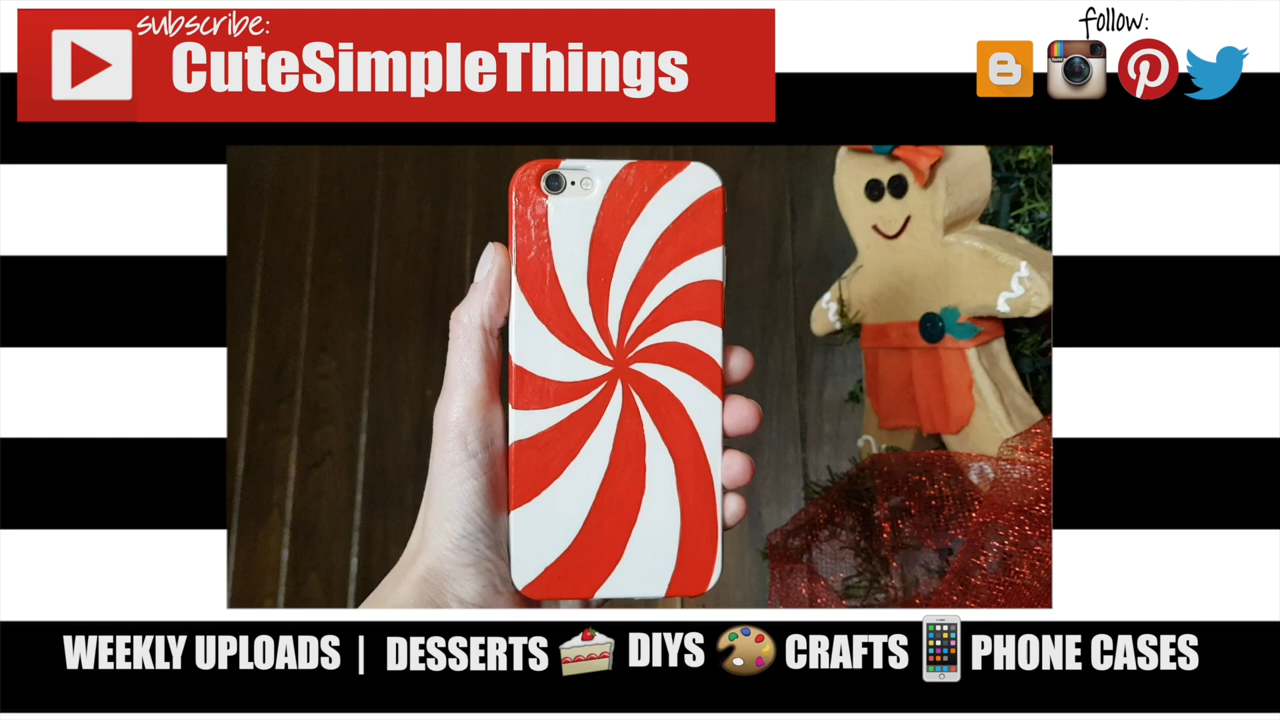 subscribe:
CuteSimpleThings
follow:
WEEKLY UPLOADS | DESSERTS DIYS CRAFTS PHONE CASES